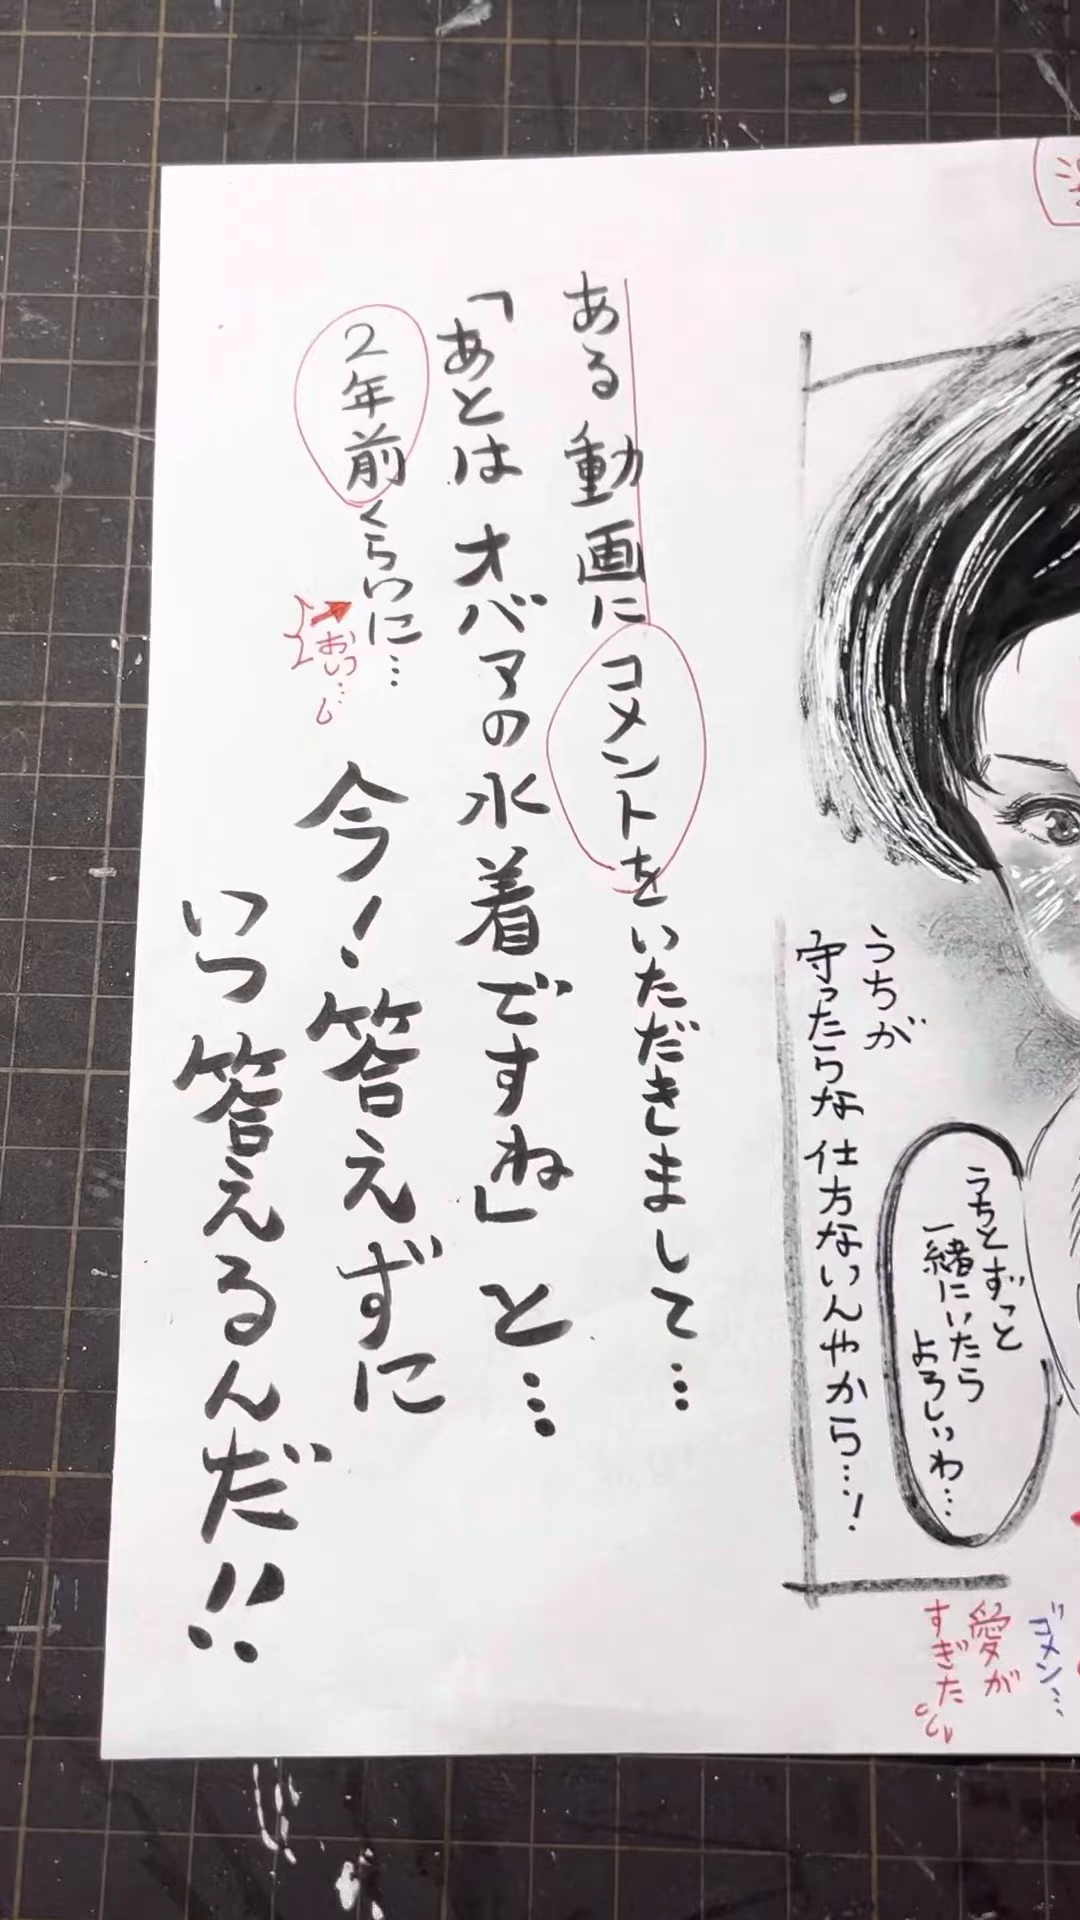 うちとずっと
一緒にいたら
よろしいわ…
うちが
守ったらな仕方ないんやから…!
ゴメン…
愛が
すぎた
ある動画にコメントをいただきまして…
「あとはオバアの水着ですね」と…
2年前くらいに…
おい…
今!答えずに
いつ答えるんだ!!